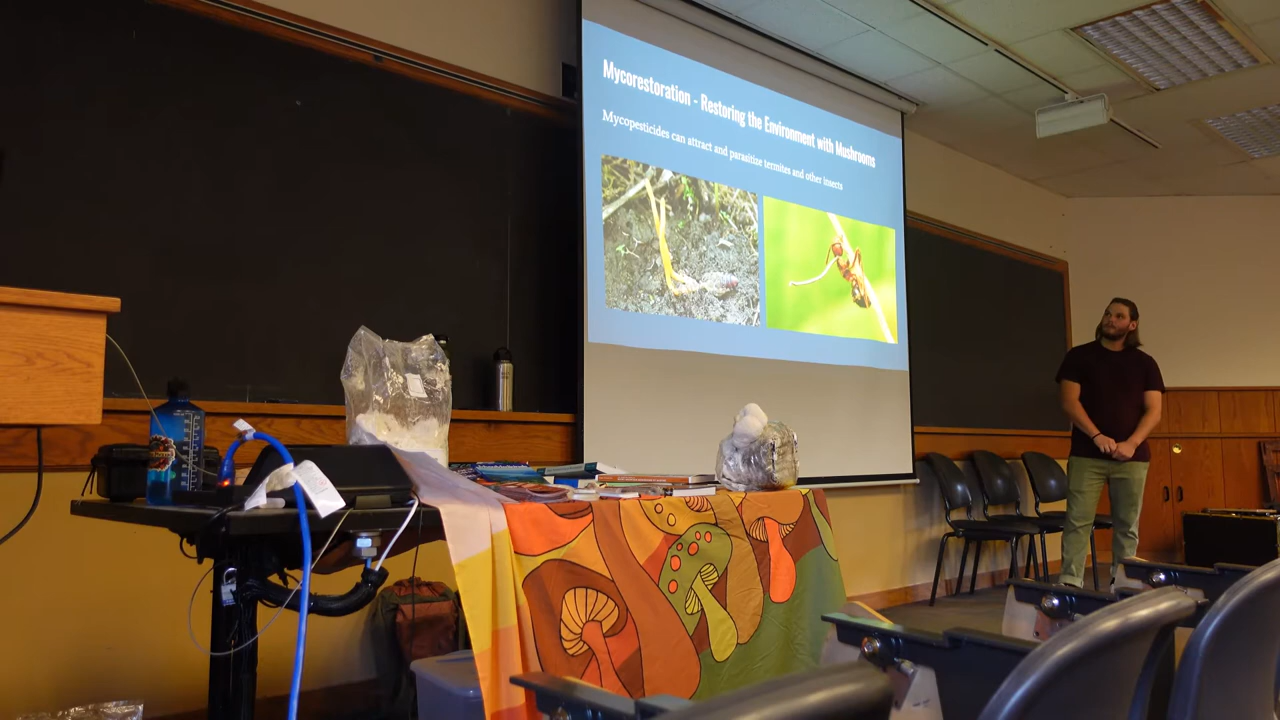 Mycorestoration - Restoring the Environment with Mushrooms
Mycopesticides can attract and parasitize termites and other insects